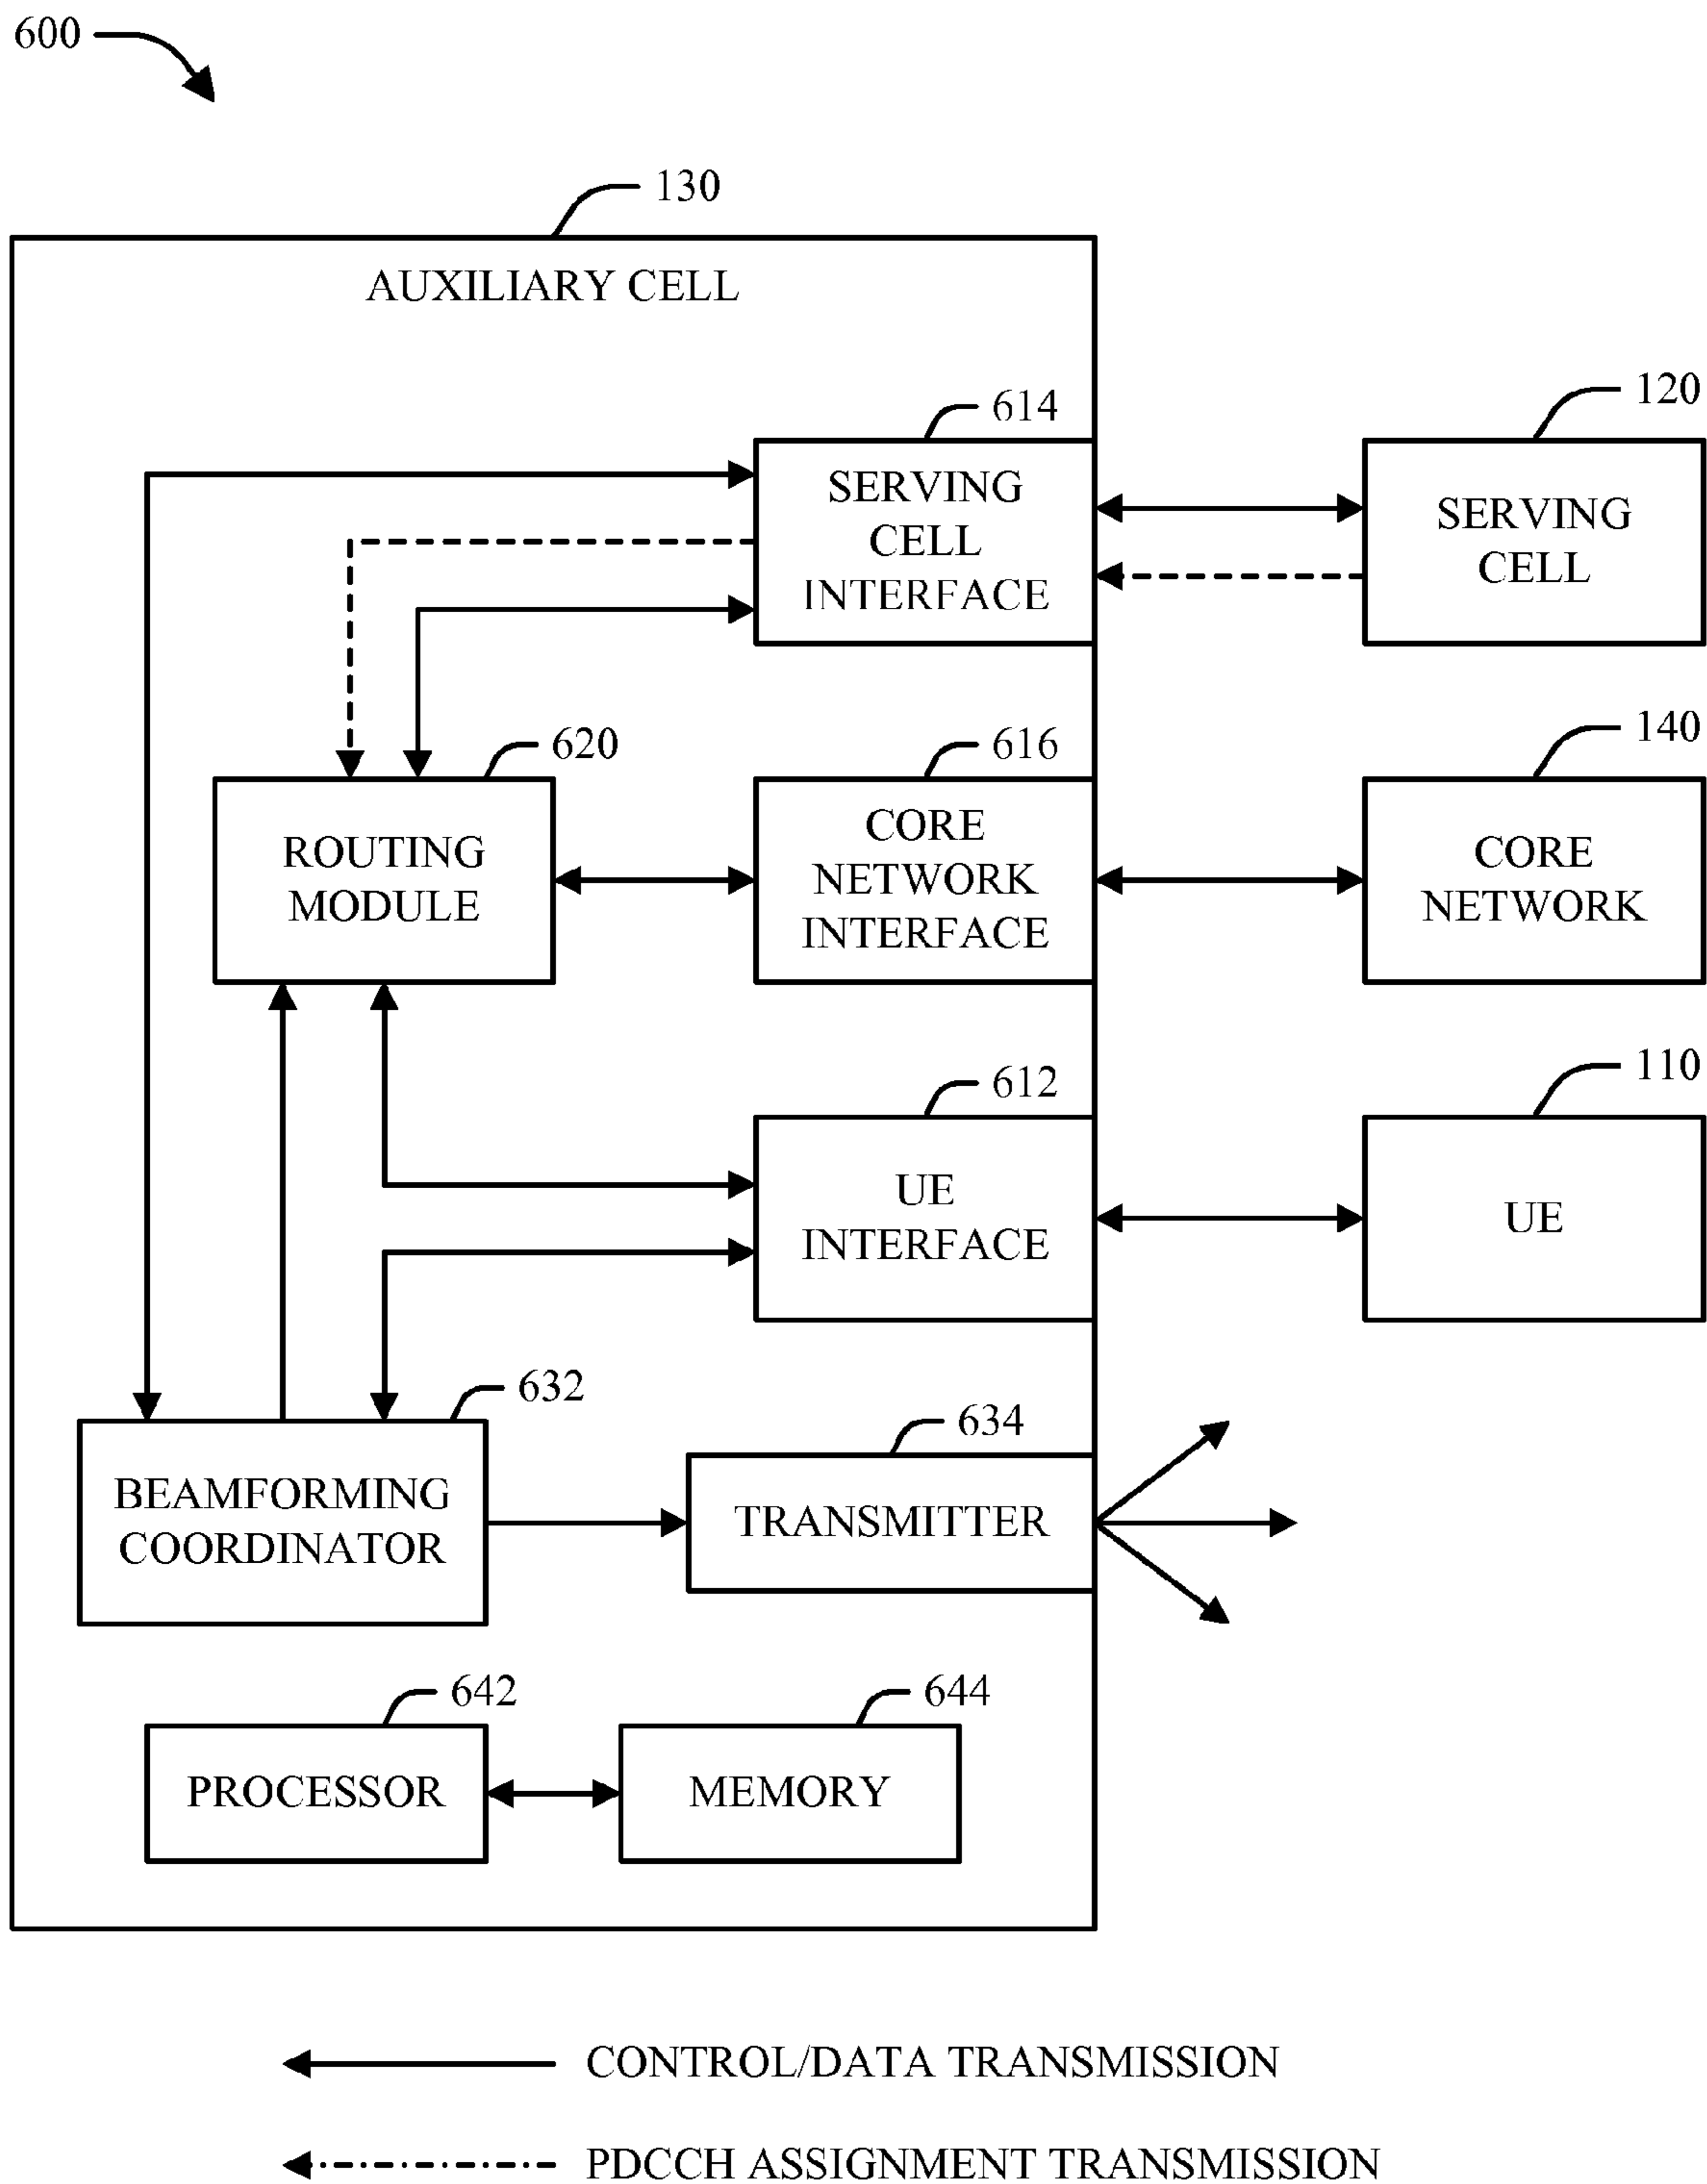 600
130
AUXILIARY CELL
614
120
SERVING
CELL
INTERFACE
SERVING
CELL
620
616
140
ROUTING
MODULE
CORE
NETWORK
INTERFACE
CORE
NETWORK
612
110
UE
INTERFACE
UE
632
634
BEAMFORMING
COORDINATOR
TRANSMITTER
642
644
PROCESSOR
MEMORY
CONTROL/DATA TRANSMISSION
PDCCH ASSIGNMENT TRANSMISSION